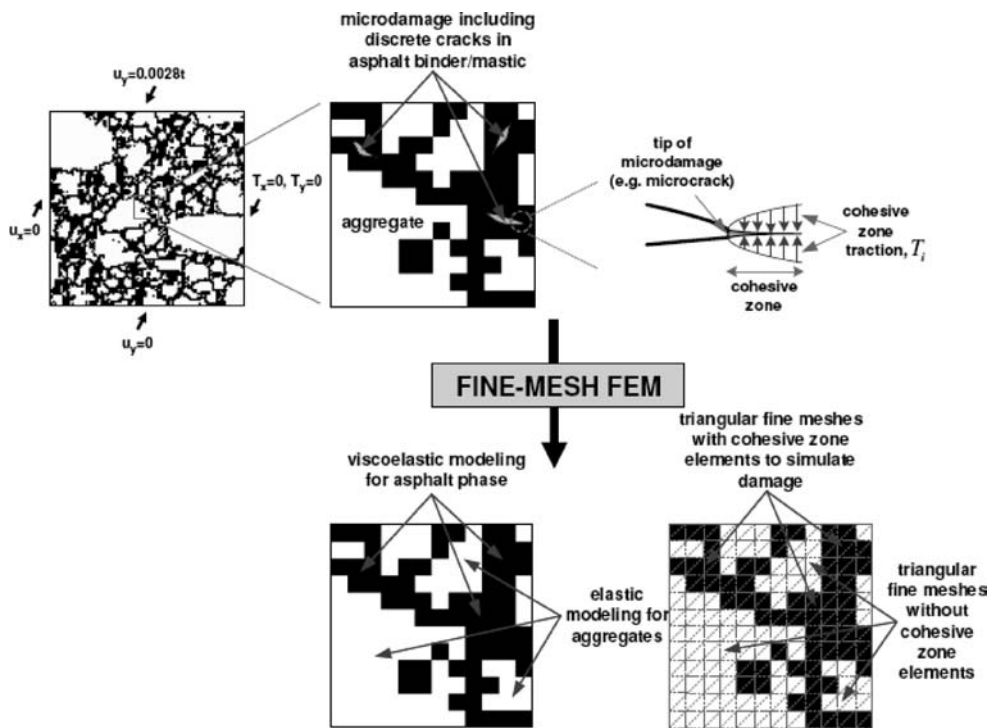 microdamage including
discrete cracks in
asphalt binder/mastic
u_y=0.0028t
tip of
microdamage
(e.g. microcrack)
T_x=0, T_y=0
aggregate
u_x=0
cohesive
zone
traction, T_i
cohesive
zone
u_y=0
FINE-MESH FEM
triangular fine meshes
with cohesive zone
elements to simulate
damage
viscoelastic modeling
for asphalt phase
elastic
modeling for
aggregates
triangular
fine meshes
without
cohesive
zone
elements